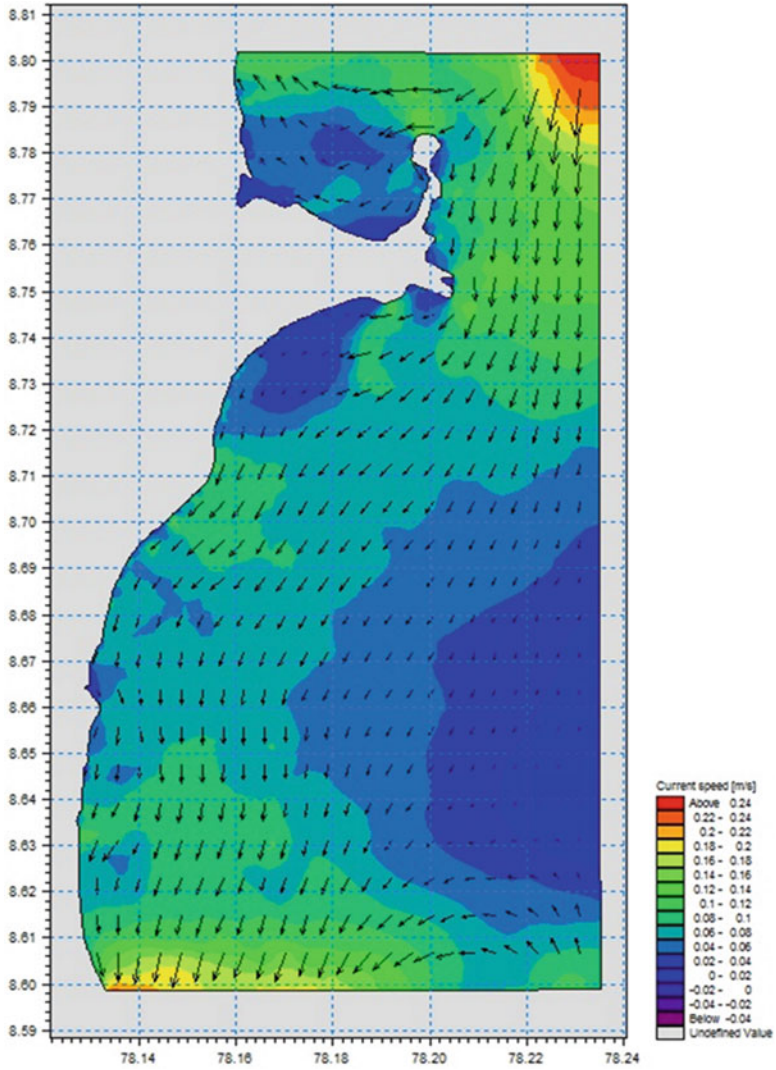 8.81
8.80
8.79
8.78
8.77
8.76
8.75
8.74
8.73
8.71
8.70
8.69
8.68
8.67
8.66
8.65
8.64
8.63
8.62
8.61
8.60
8.59
78.14 78.16 78.18 78.20 78.22 78.24
Current speed [m/s]
Above 0.24
0.22 - 0.24
0.2 - 0.22
0.18 - 0.2
0.16 - 0.18
0.14 - 0.16
0.12 - 0.14
0.1 - 0.12
0.08 - 0.1
0.06 - 0.08
0.04 - 0.06
0.02 - 0.04
0 - 0.02
-0.02 - 0
-0.04 - -0.02
Below -0.04
Undefined Value